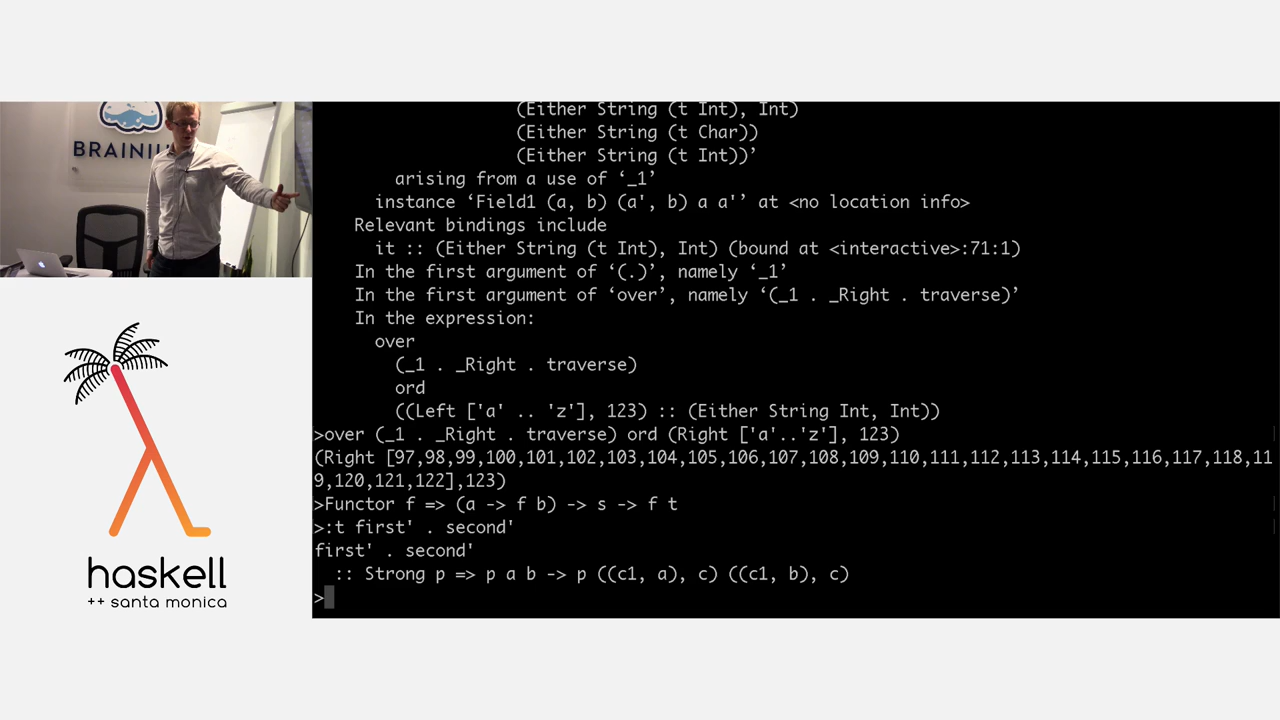 BRAINIU
(Either String (t Int), Int)
(Either String (t Char))
(Either String (t Int))’
arising from a use of ‘_1’
instance ‘Field1 (a, b) (a', b) a a'’ at <no location info>
Relevant bindings include
it :: (Either String (t Int), Int) (bound at <interactive>:71:1)
In the first argument of ‘(.)’, namely ‘_1’
In the first argument of ‘over’, namely ‘(_1 . _Right . traverse)’
In the expression:
over
(_1 . _Right . traverse)
ord
((Left ['a' .. 'z'], 123) :: (Either String Int, Int))
>over (_1 . _Right . traverse) ord (Right ['a'..'z'], 123)
(Right [97,98,99,100,101,102,103,104,105,106,107,108,109,110,111,112,113,114,115,116,117,118,11
9,120,121,122],123)
>Functor f => (a -> f b) -> s -> f t
>:t first' . second'
first' . second'
:: Strong p => p a b -> p ((c1, a), c) ((c1, b), c)
>
haskell
++ santa monica